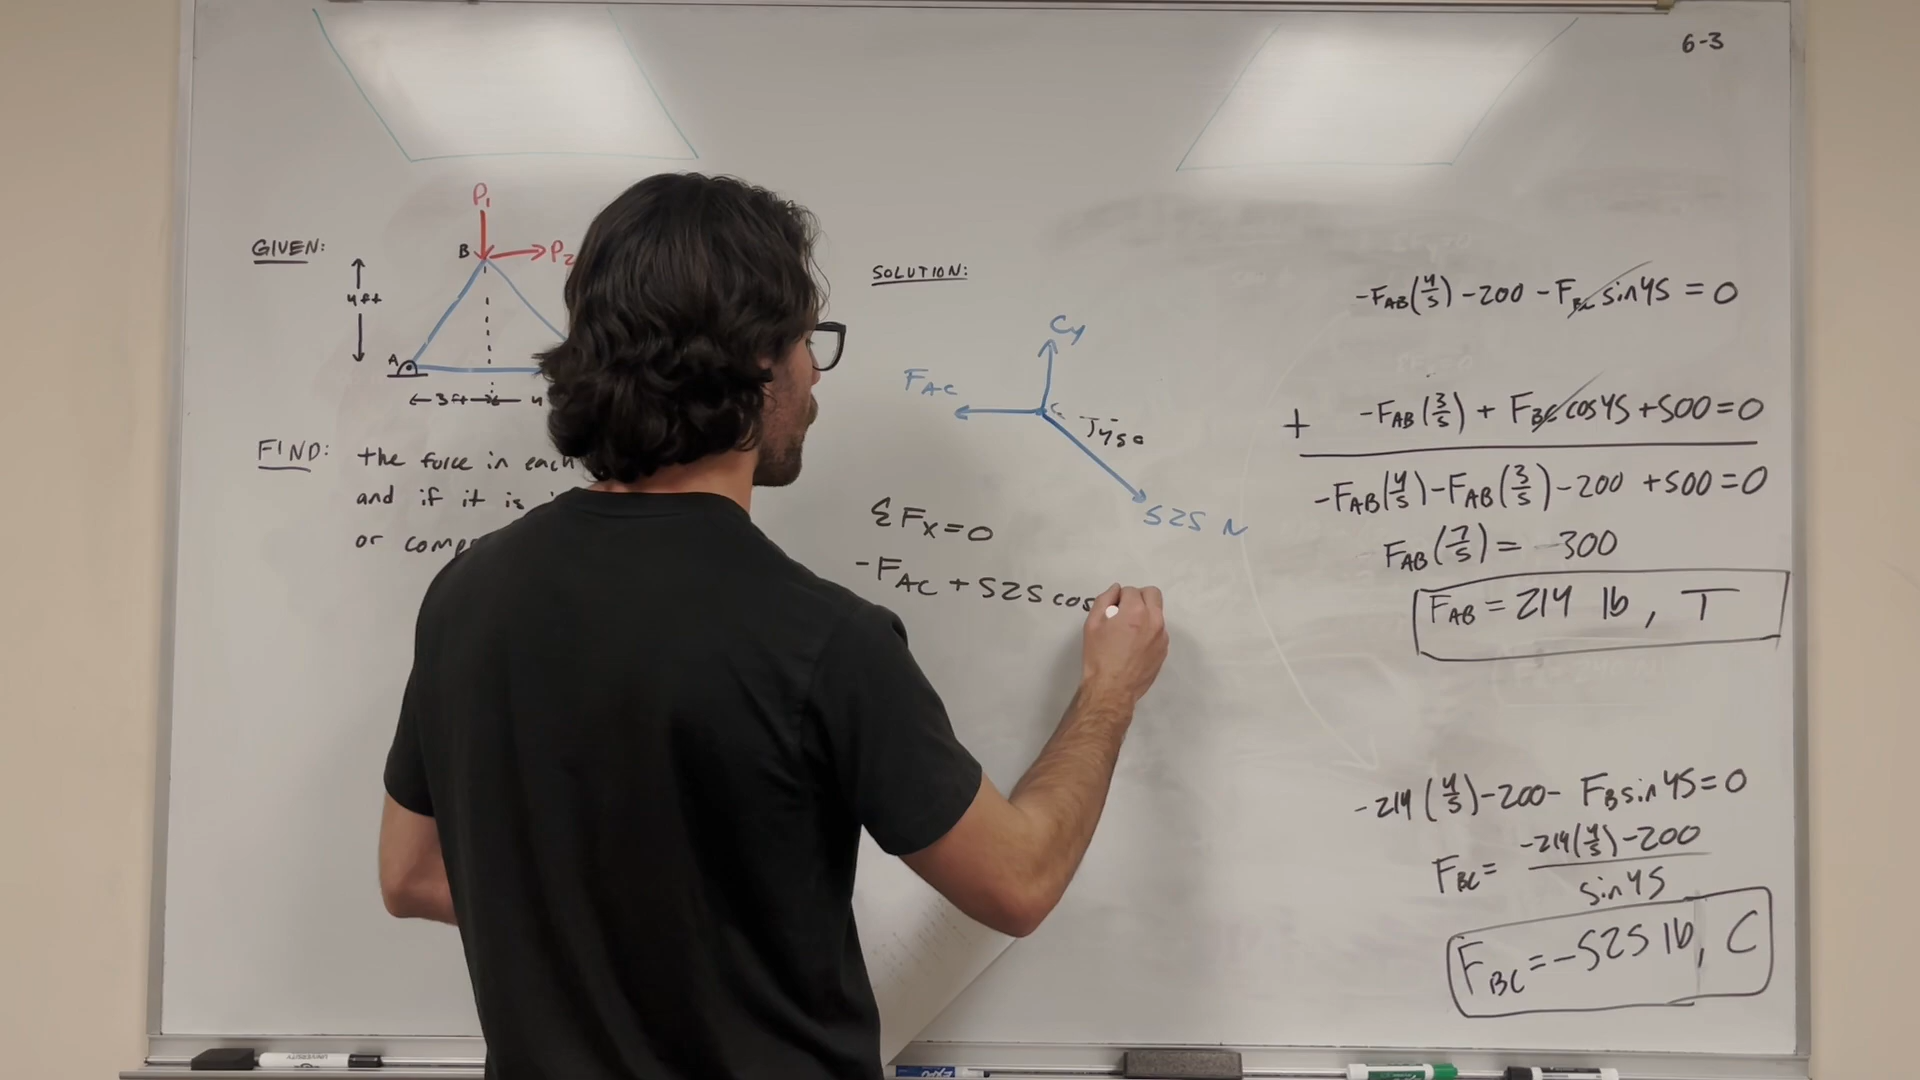 6-3
GIVEN:
P1
B
P2
4 ft
A
3 ft
4
FIND: the force in each
and if it is
or comp
SOLUTION:
Cy
FAC
C
45°
525 N
ΣFx=0
-FAC + 525 cos
-FAB(4/5) -200 - FBC sin45 = 0
+ -FAB(3/5) + FBC cos45 +500=0
-FAB(4/5) -FAB(3/5) -200 +500=0
FAB(7/5) = -300
FAB = 214 lb, T
-214(4/5) -200- FB sin45=0
FBC= -214(4/5) -200
sin45
FBC=-525 lb, C
UNIVERSITY
EXPO